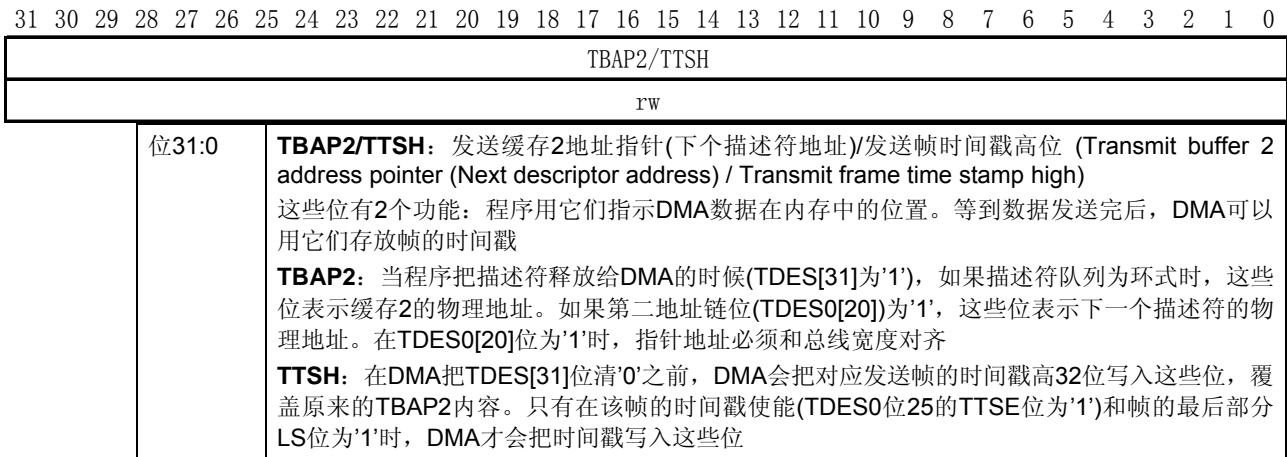 31 30 29 28 27 26 25 24 23 22 21 20 19 18 17 16 15 14 13 12 11 10 9 8 7 6 5 4 3 2 1 0
TBAP2/TTSH
rw
位31:0 TBAP2/TTSH：发送缓存2地址指针(下个描述符地址)/发送帧时间戳高位 (Transmit buffer 2
address pointer (Next descriptor address) / Transmit frame time stamp high)
这些位有2个功能：程序用它们指示DMA数据在内存中的位置。等到数据发送完后，DMA可以
用它们存放帧的时间戳
TBAP2：当程序把描述符释放给DMA的时候(TDES[31]为'1')，如果描述符队列为环式时，这些
位表示缓存2的物理地址。如果第二地址链位(TDES0[20])为'1'，这些位表示下一个描述符的物
理地址。在TDES0[20]位为'1'时，指针地址必须和总线宽度对齐
TTSH：在DMA把TDES[31]位清'0'之前，DMA会把对应发送帧的时间戳高32位写入这些位，覆
盖原来的TBAP2内容。只有在该帧的时间戳使能(TDES0位25的TTSE位为'1')和帧的最后部分
LS位为'1'时，DMA才会把时间戳写入这些位